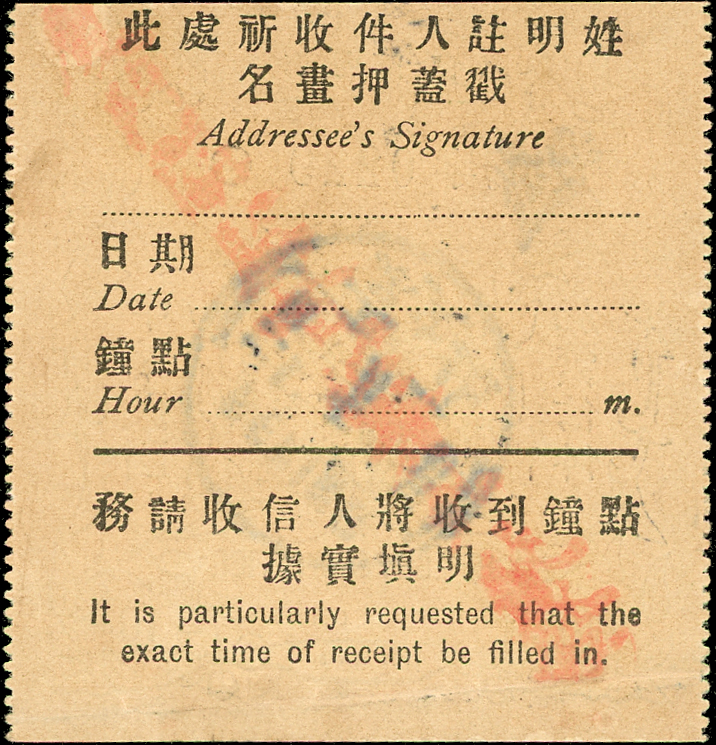 此處祈收件人註明姓
名畫押蓋戳
Addressee's Signature
日期
Date
鐘點
Hour m.
務請收信人將收到鐘點
據實塡明
It is particularly requested that the
exact time of receipt be filled in.